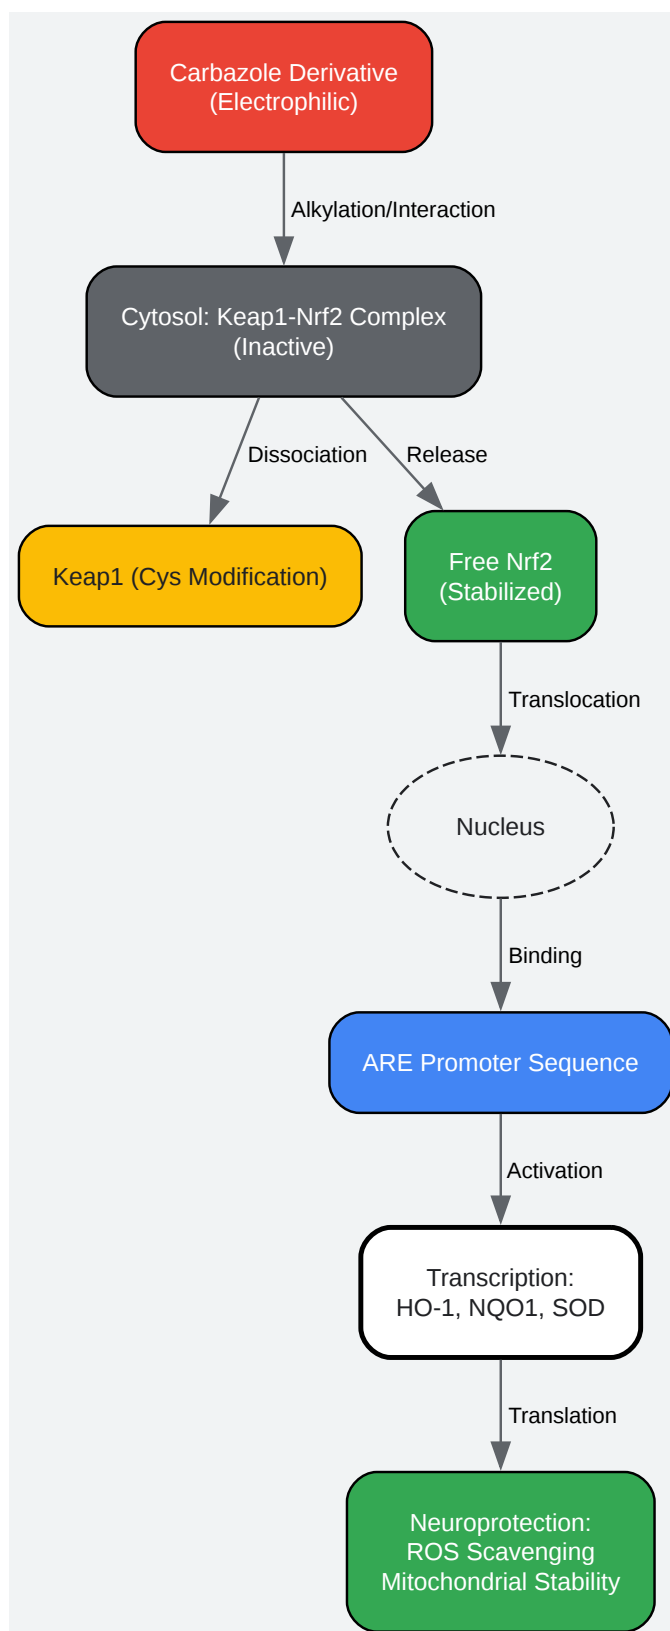 Carbazole Derivative
(Electrophilic)
Alkylation/Interaction
Cytosol: Keap1-Nrf2 Complex
(Inactive)
Dissociation
Release
Keap1 (Cys Modification)
Free Nrf2
(Stabilized)
Translocation
Nucleus
Binding
ARE Promoter Sequence
Activation
Transcription:
HO-1, NQO1, SOD
Translation
Neuroprotection:
ROS Scavenging
Mitochondrial Stability